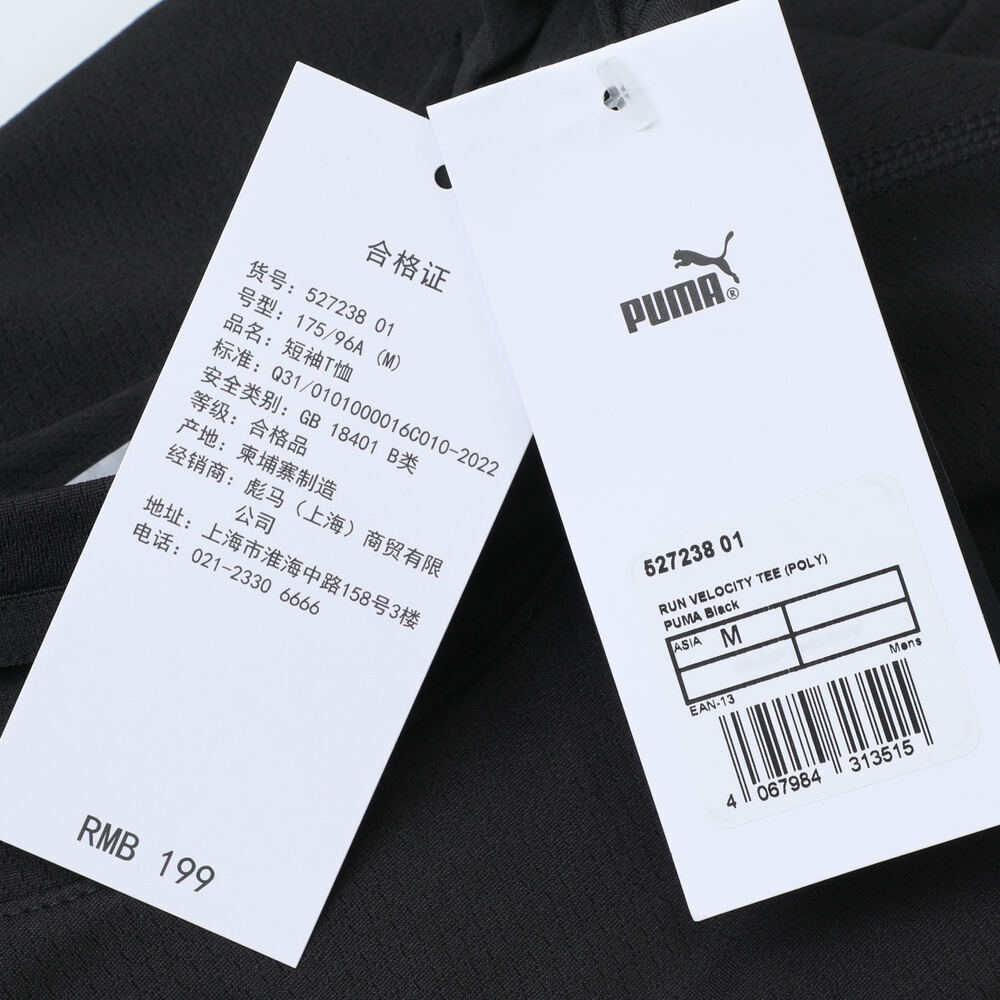 合格证
货号: 527238 01
号型: 175/96A (M)
品名: 短袖T恤
标准: Q31/0101000016C010-2022
安全类别: GB 18401 B类
等级: 合格品
产地: 柬埔寨制造
经销商: 彪马（上海）商贸有限
公司
地址: 上海市淮海中路158号3楼
电话: 021-2330 6666
RMB 199
PUMA®
527238 01
RUN VELOCITY TEE (POLY)
PUMA Black
ASIA M
Mens
EAN-13
4 067984 313515